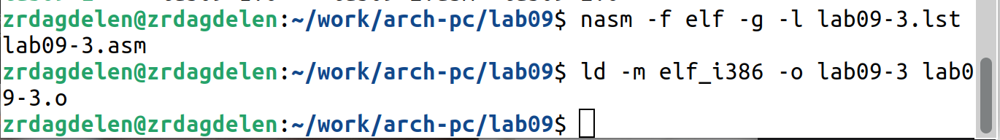 zrdagdelen@zrdagdelen:~/work/arch-pc/lab09$ nasm -f elf -g -l lab09-3.lst
lab09-3.asm
zrdagdelen@zrdagdelen:~/work/arch-pc/lab09$ ld -m elf_i386 -o lab09-3 lab0
9-3.o
zrdagdelen@zrdagdelen:~/work/arch-pc/lab09$